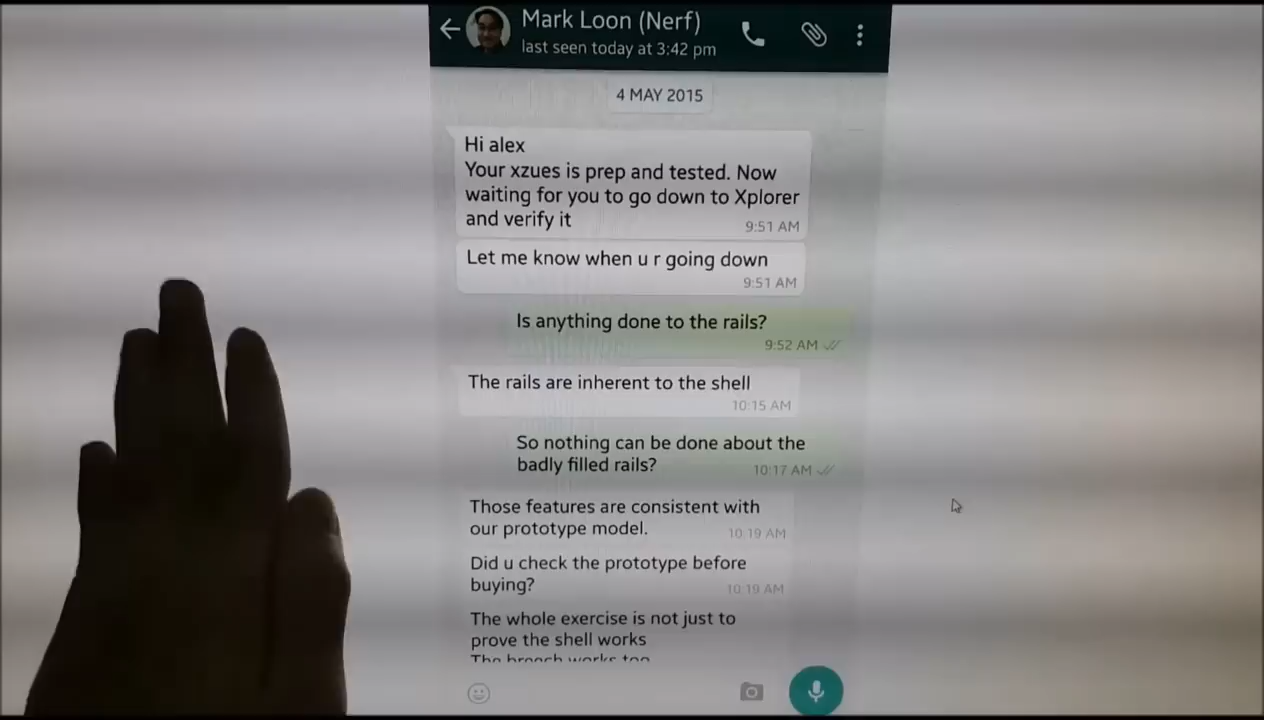 Mark Loon (Nerf)
last seen today at 3:42 pm
4 MAY 2015
Hi alex
Your xzues is prep and tested. Now
waiting for you to go down to Xplorer
and verify it
9:51 AM
Let me know when u r going down
9:51 AM
Is anything done to the rails?
9:52 AM
The rails are inherent to the shell
10:15 AM
So nothing can be done about the
badly filled rails?
10:17 AM
Those features are consistent with
our prototype model.
10:19 AM
Did u check the prototype before
buying?
10:19 AM
The whole exercise is not just to
prove the shell works
The breach works too